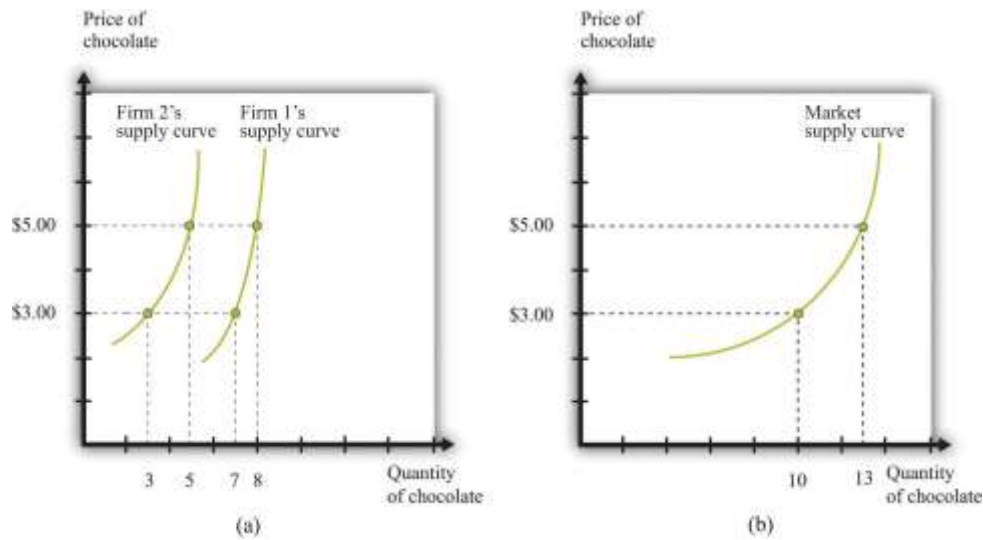 Price of
chocolate
Firm 2's
supply curve
Firm 1's
supply curve
$5.00
$3.00
3
5
7
8
Quantity
of chocolate
(a)
Price of
chocolate
Market
supply curve
$5.00
$3.00
10
13
Quantity
of chocolate
(b)